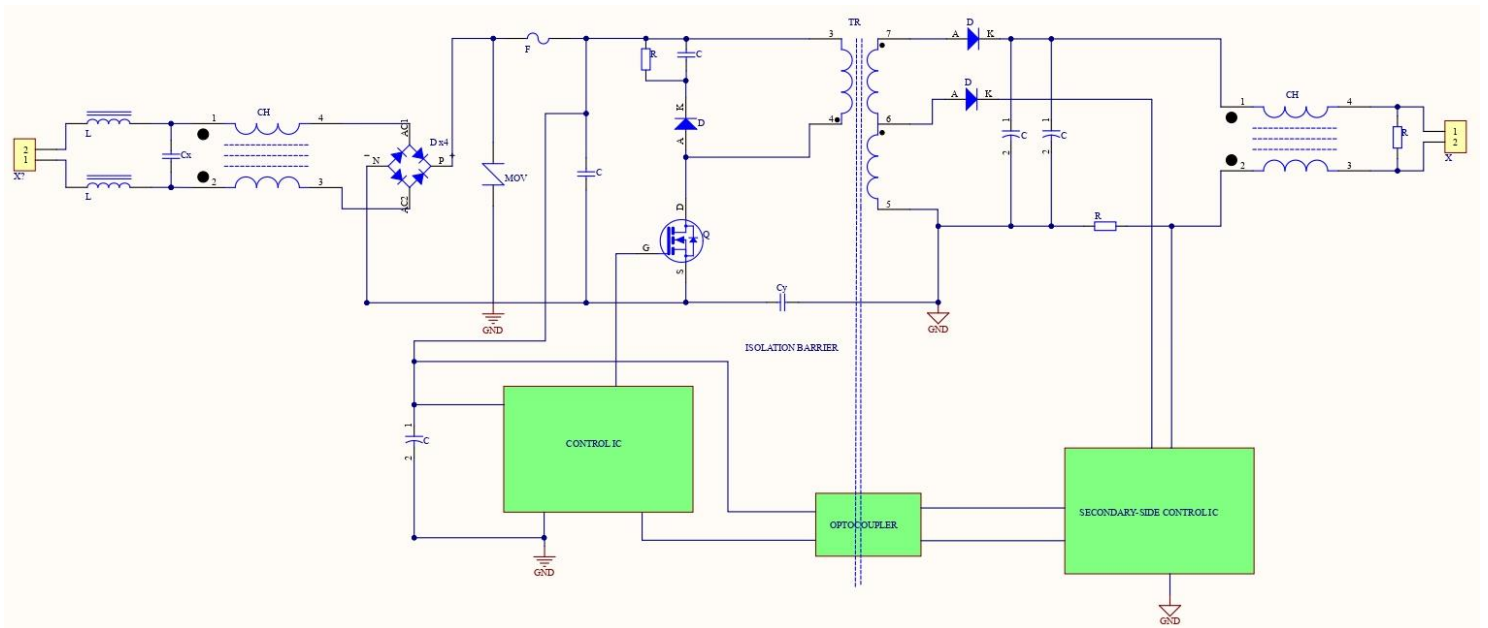 TR
D
3
7
A
K
F
R
C
D
A
K
1
CH
4
K
4
6
CH
L
1
4
AC1
D
1
1
R
1
2
Cx
D x4
A
C
C
2
1
- N
P +
2
2
X
X?
MOV
C
2
3
2
3
L
AC2
D
5
R
Q
G
S
Cy
GND
GND
ISOLATION BARRIER
1
C
CONTROL IC
2
SECONDARY-SIDE CONTROL IC
OPTOCOUPLER
GND
GND